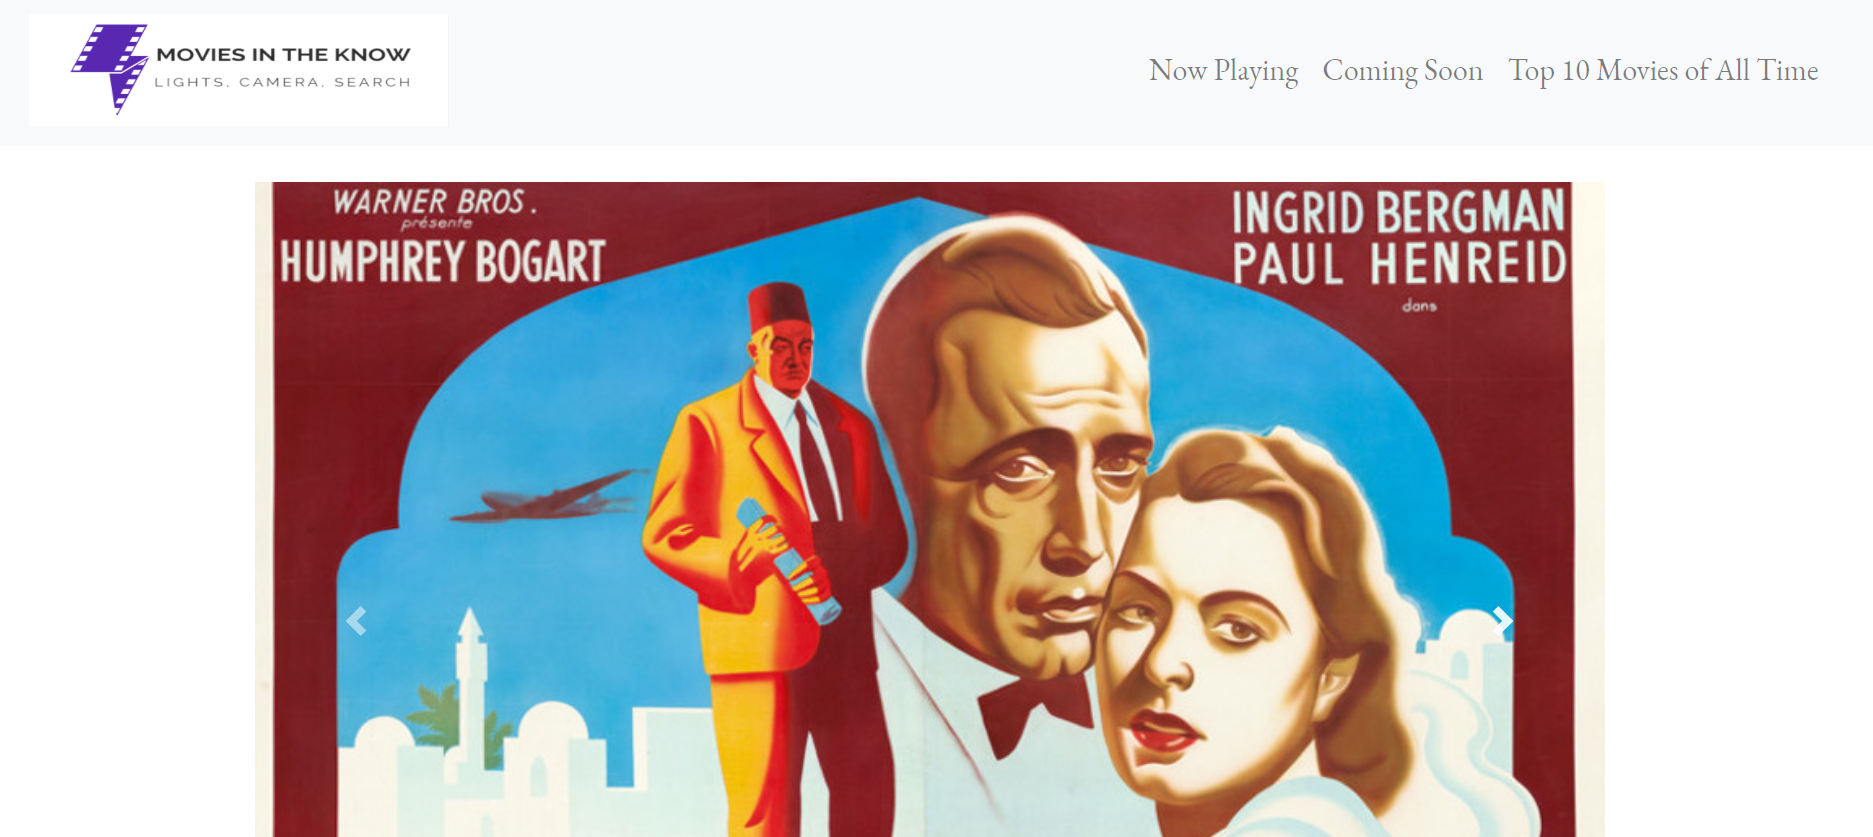 MOVIES IN THE KNOW
LIGHTS. CAMERA. SEARCH
Now Playing Coming Soon Top 10 Movies of All Time
WARNER BROS.
présente
HUMPHREY BOGART
INGRID BERGMAN
PAUL HENREID
dans